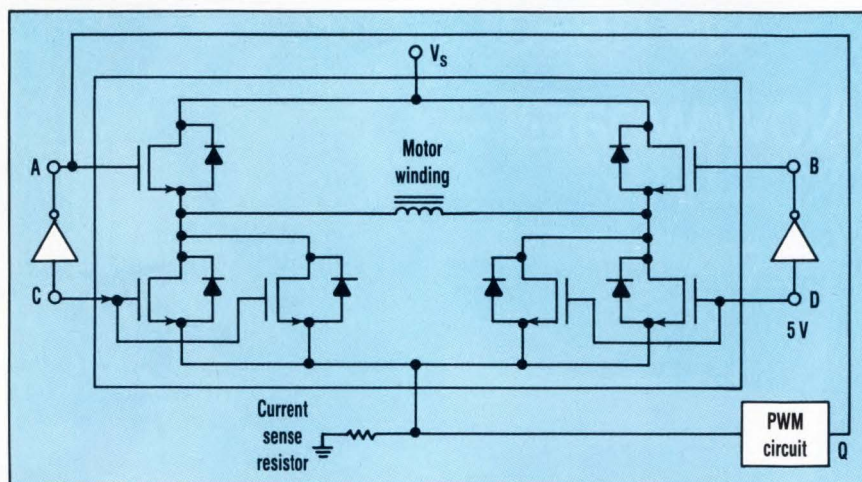 V_S
A
Motor
winding
B
C
D
5 V
Current
sense
resistor
PWM
circuit
Q